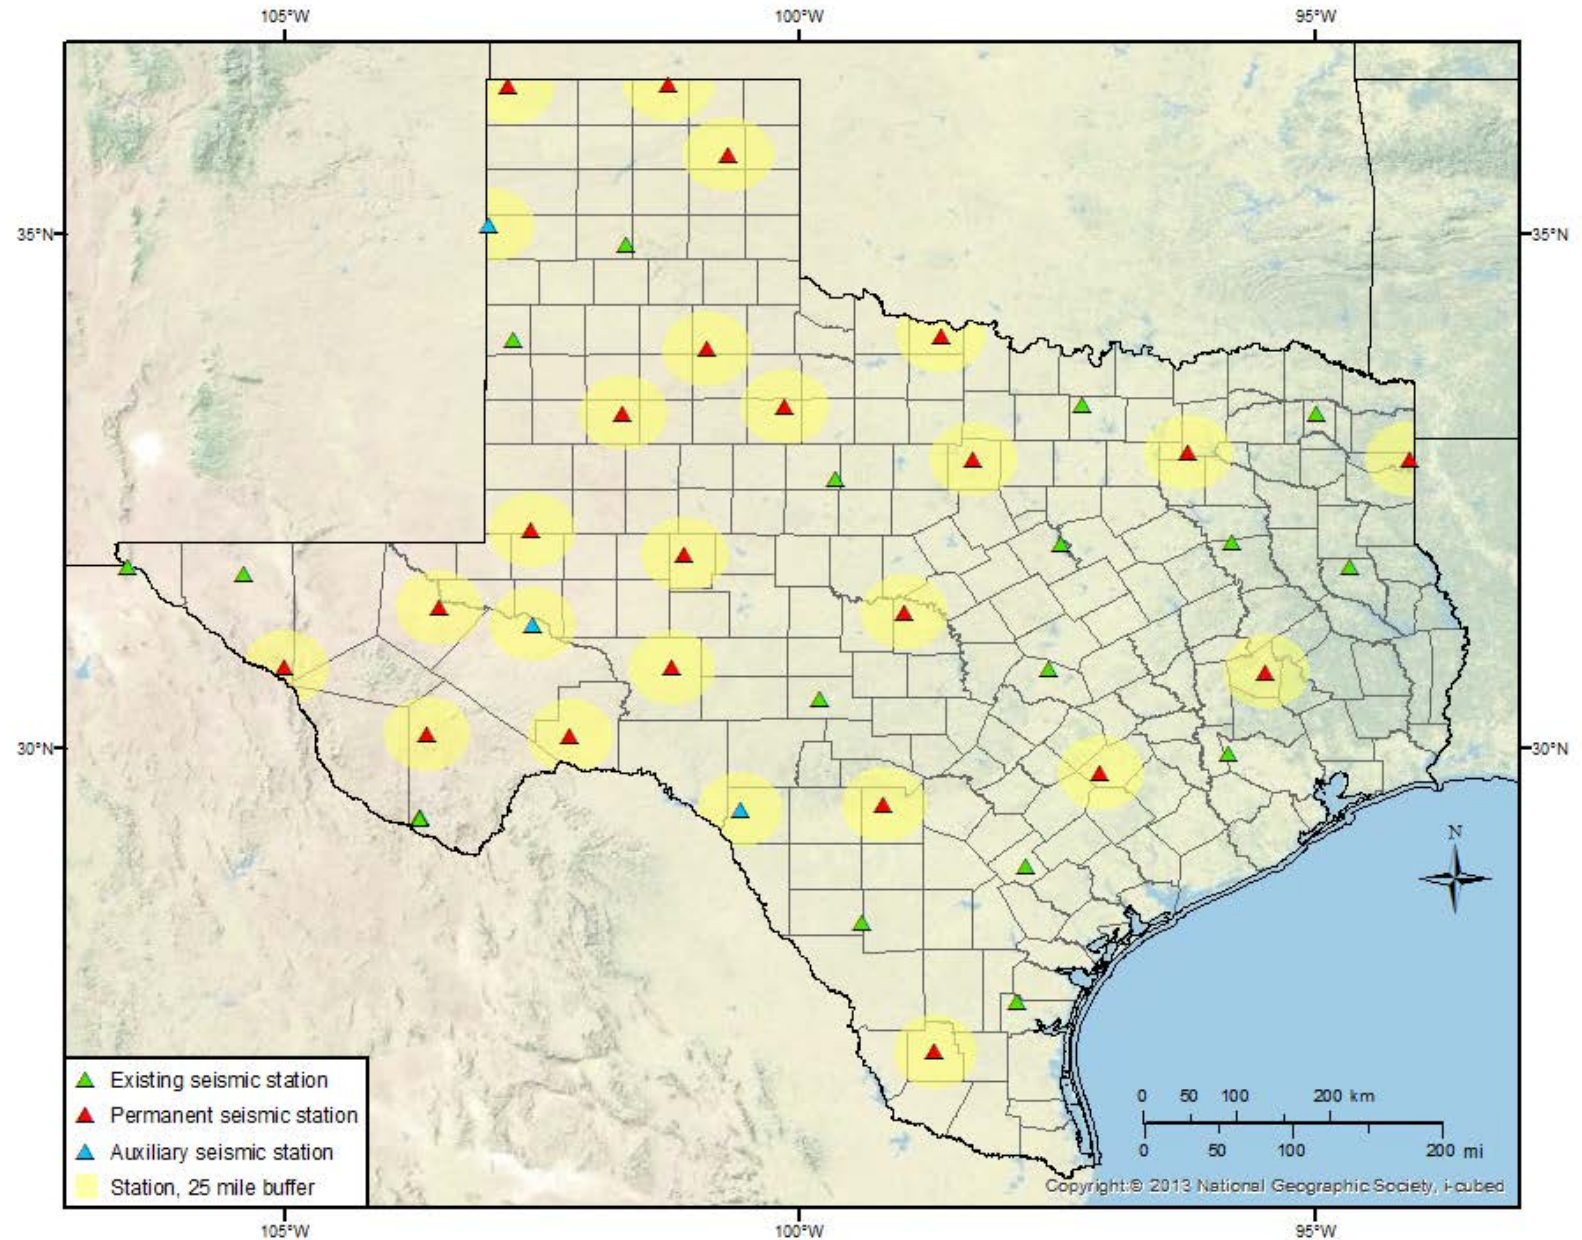 105°W 100°W 95°W
35°N 35°N
30°N 30°N
N
Existing seismic station
Permanent seismic station
Auxiliary seismic station
Station, 25 mile buffer
0 50 100 200 km
0 50 100 200 mi
Copyright:© 2013 National Geographic Society, i-cubed
105°W 100°W 95°W